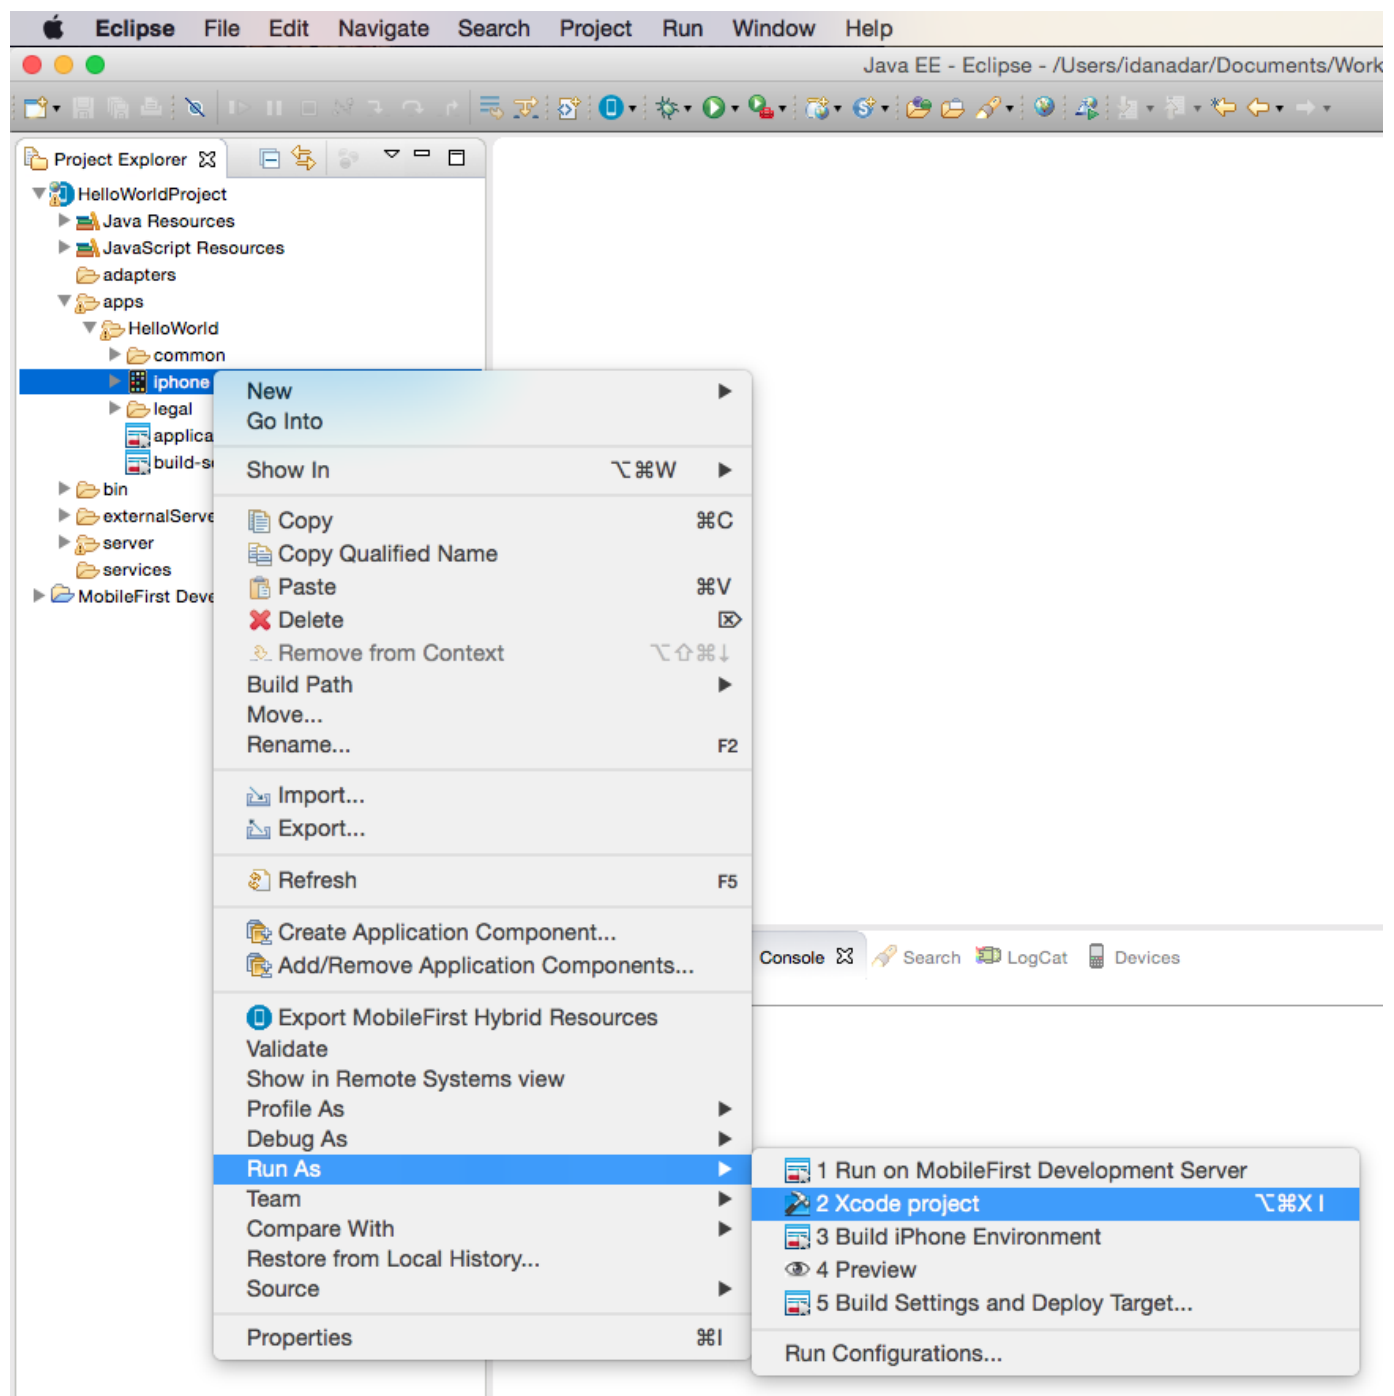 Eclipse File Edit Navigate Search Project Run Window Help
Java EE - Eclipse - /Users/idanadar/Documents/Work
Project Explorer
HelloWorldProject
Java Resources
JavaScript Resources
adapters
apps
HelloWorld
common
iphone
legal
applica
build-s
bin
externalServe
server
services
MobileFirst Deve
New
Go Into
Show In ⌥⌘W
Copy ⌘C
Copy Qualified Name
Paste ⌘V
Delete ⌦
Remove from Context ⌥⇧⌘↓
Build Path
Move...
Rename... F2
Import...
Export...
Refresh F5
Create Application Component...
Add/Remove Application Components...
Export MobileFirst Hybrid Resources
Validate
Show in Remote Systems view
Profile As
Debug As
Run As
Team
Compare With
Restore from Local History...
Source
Properties ⌘I
1 Run on MobileFirst Development Server
2 Xcode project ⌥⌘X I
3 Build iPhone Environment
4 Preview
5 Build Settings and Deploy Target...
Run Configurations...
Console Search LogCat Devices